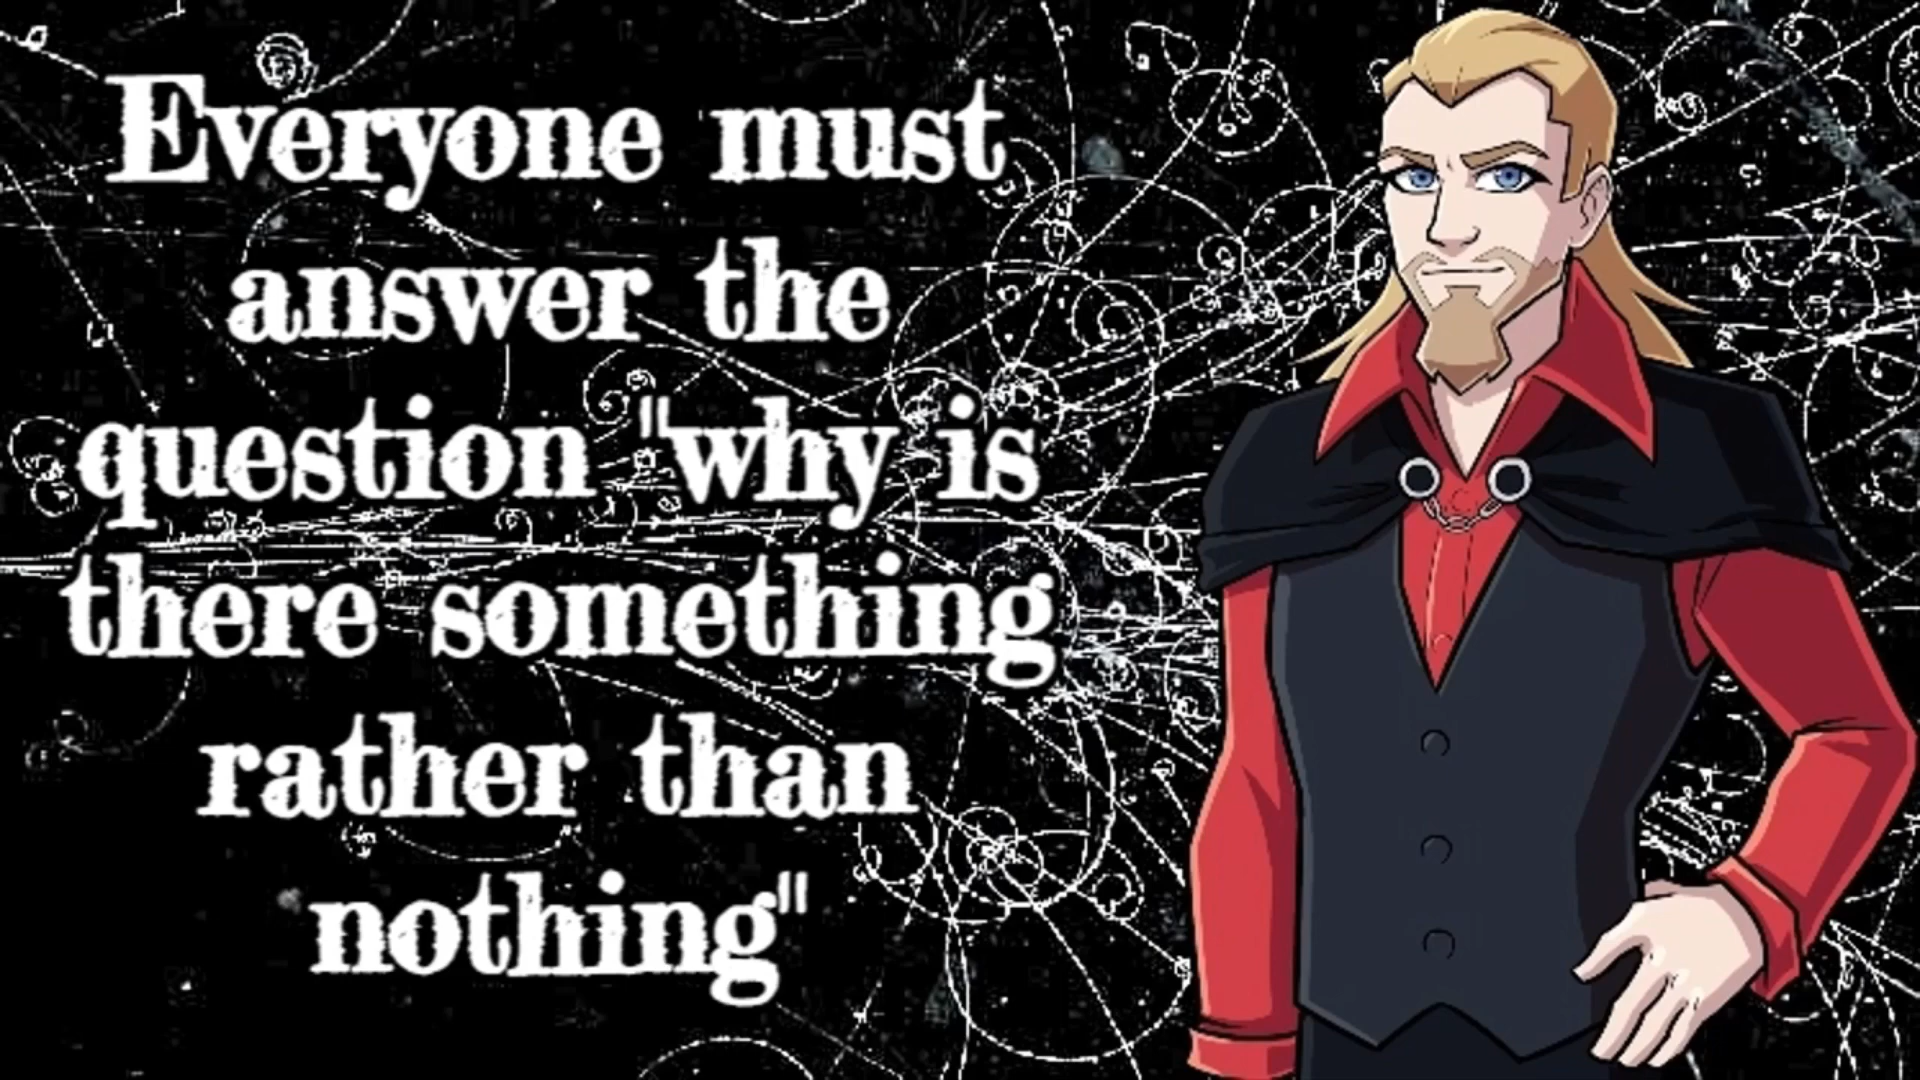 Everyone must
answer the
question "why is
there something
rather than
nothing"